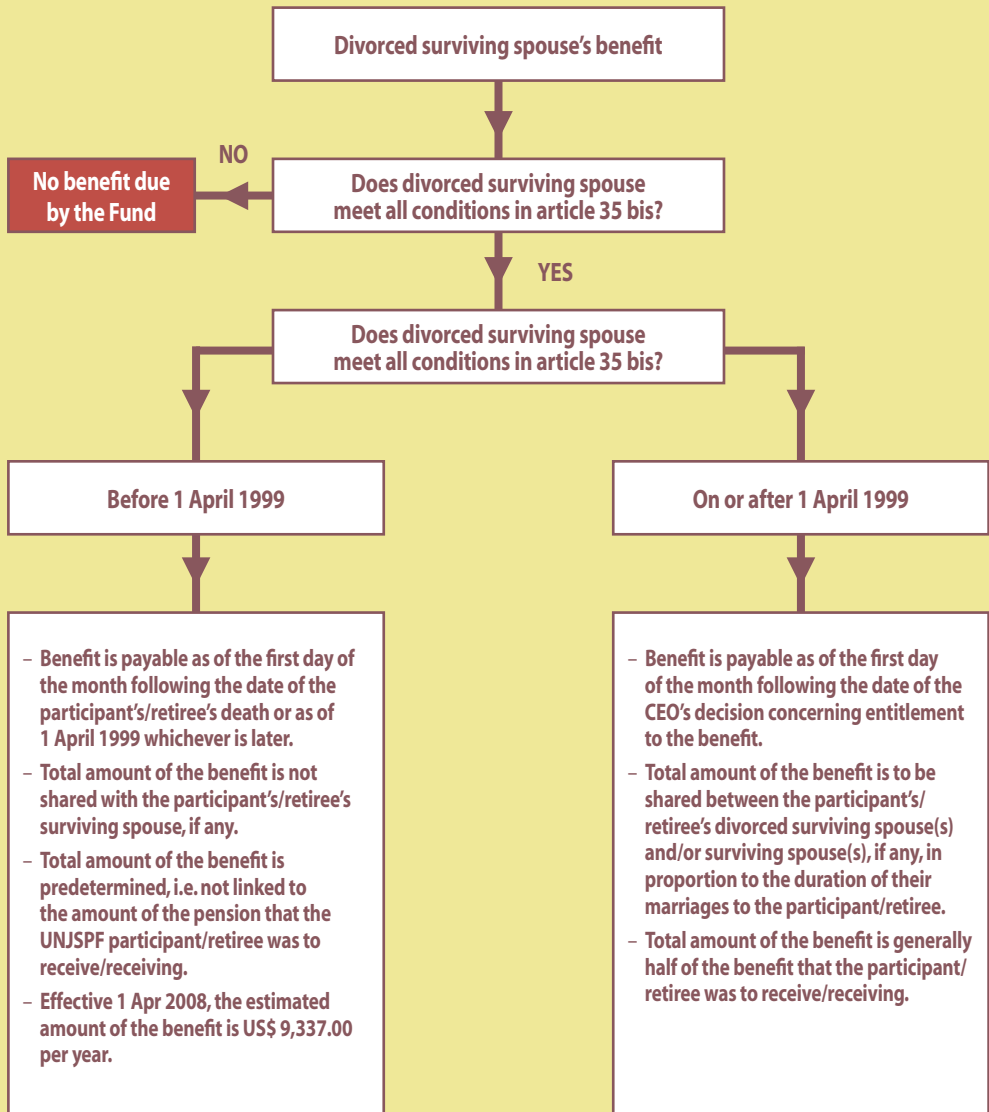 Divorced surviving spouse's benefit
NO
No benefit due
by the Fund
Does divorced surviving spouse
meet all conditions in article 35 bis?
YES
Does divorced surviving spouse
meet all conditions in article 35 bis?
Before 1 April 1999
On or after 1 April 1999
– Benefit is payable as of the first day of
the month following the date of the
participant's/retiree's death or as of
1 April 1999 whichever is later.
– Total amount of the benefit is not
shared with the participant's/retiree's
surviving spouse, if any.
– Total amount of the benefit is
predetermined, i.e. not linked to
the amount of the pension that the
UNJSPF participant/retiree was to
receive/receiving.
– Effective 1 Apr 2008, the estimated
amount of the benefit is US$ 9,337.00
per year.
– Benefit is payable as of the first day
of the month following the date of the
CEO's decision concerning entitlement
to the benefit.
– Total amount of the benefit is to be
shared between the participant's/
retiree's divorced surviving spouse(s)
and/or surviving spouse(s), if any, in
proportion to the duration of their
marriages to the participant/retiree.
– Total amount of the benefit is generally
half of the benefit that the participant/
retiree was to receive/receiving.